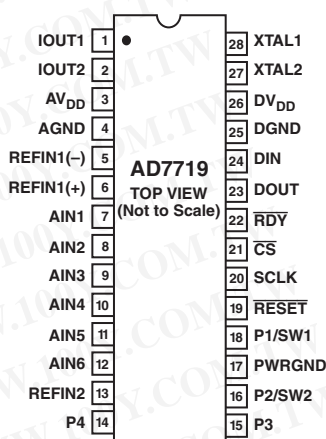 IOUT1 1
IOUT2 2
AVDD 3
AGND 4
REFIN1(–) 5
REFIN1(+) 6
AIN1 7
AIN2 8
AIN3 9
AIN4 10
AIN5 11
AIN6 12
REFIN2 13
P4 14
AD7719
TOP VIEW
(Not to Scale)
28 XTAL1
27 XTAL2
26 DVDD
25 DGND
24 DIN
23 DOUT
22 RDY
21 CS
20 SCLK
19 RESET
18 P1/SW1
17 PWRGND
16 P2/SW2
15 P3